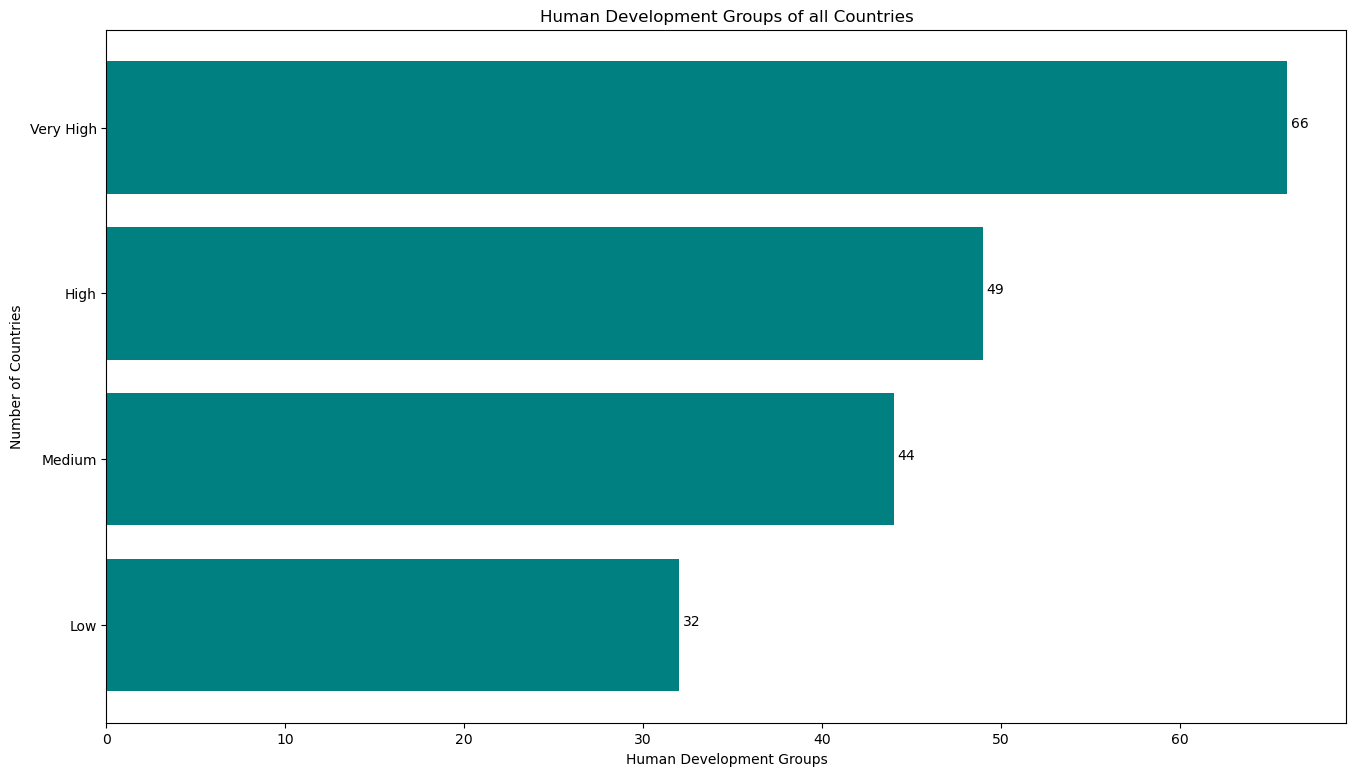 Human Development Groups of all Countries
Number of Countries
Very High
66
High
49
Medium
44
Low
32
0 10 20 30 40 50 60
Human Development Groups